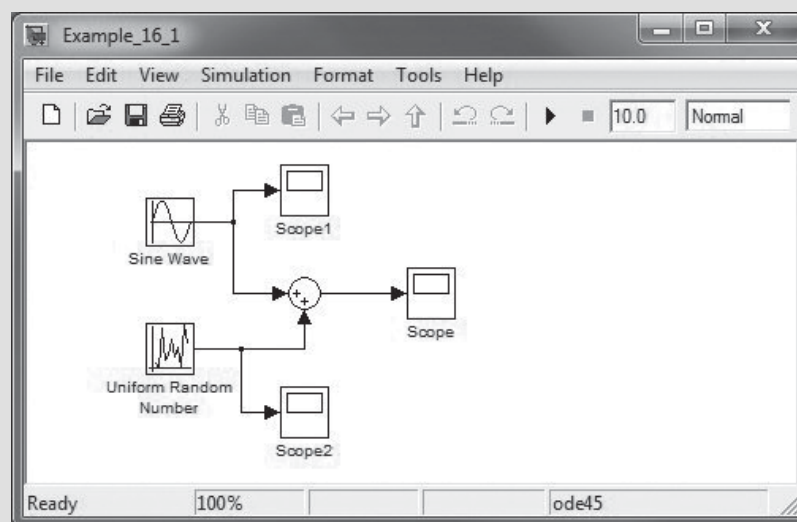 Example_16_1
File Edit View Simulation Format Tools Help
10.0 Normal
Scope1
Sine Wave
+
+
Scope
Uniform Random
Number
Scope2
Ready 100% ode45